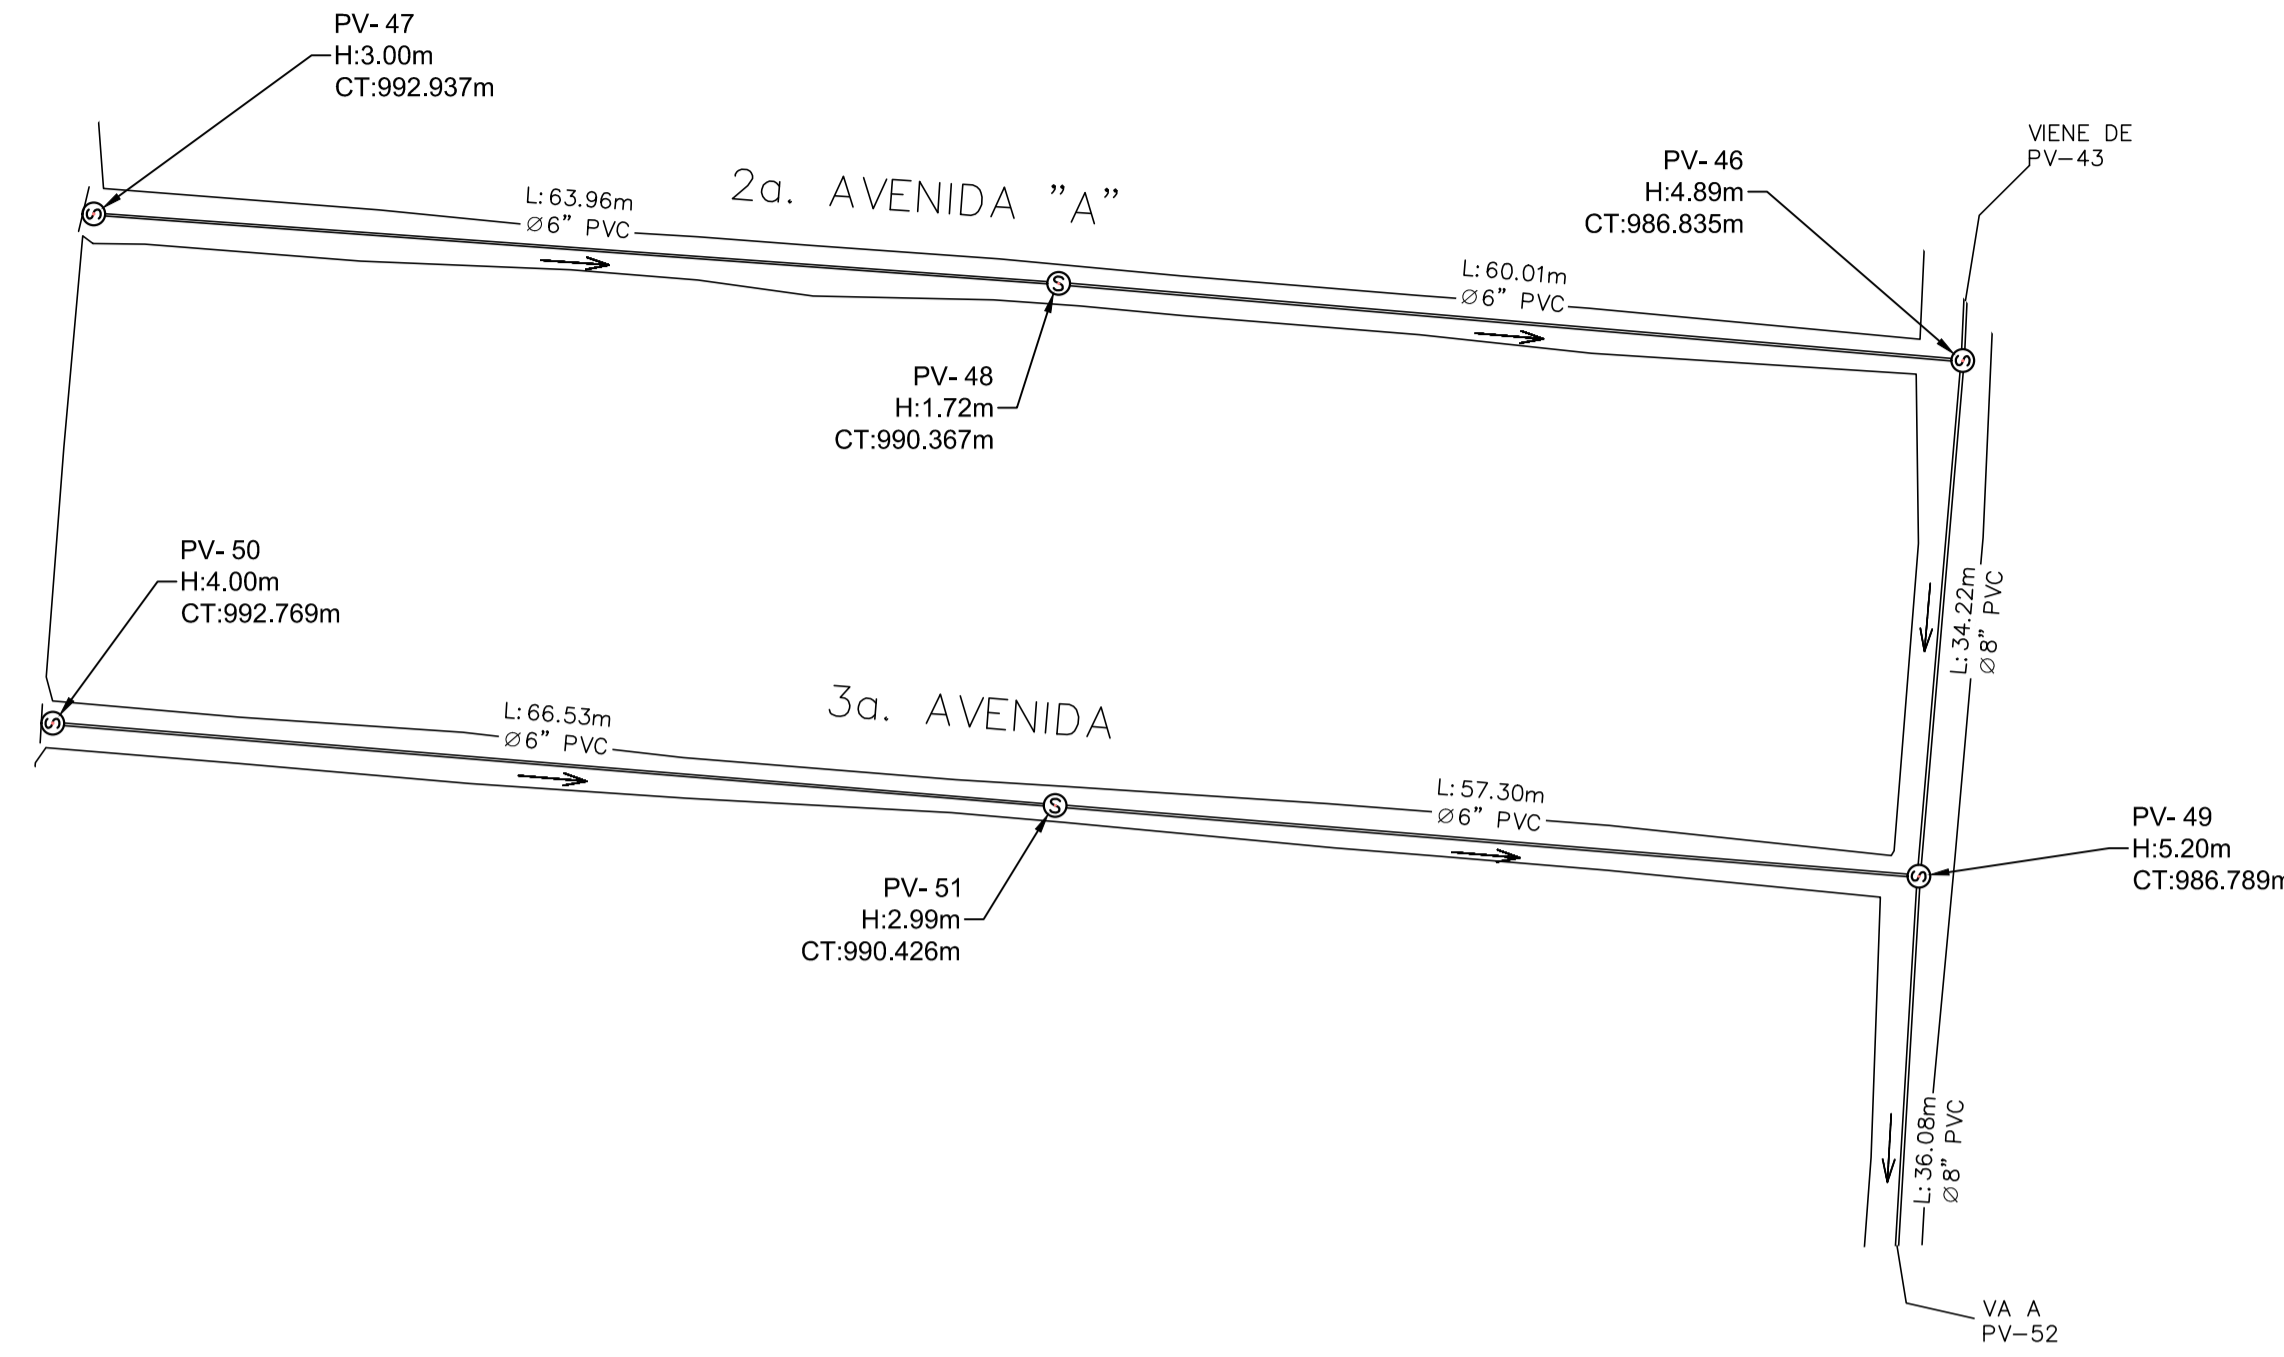 PV- 47
H:3.00m
CT:992.937m
VIENE DE
PV-43
PV- 46
H:4.89m
CT:986.835m
2a. AVENIDA "A"
L: 63.96m
Ø6" PVC
L: 60.01m
Ø6" PVC
PV- 48
H:1.72m
CT:990.367m
S
S
S
PV- 50
H:4.00m
CT:992.769m
L: 34.22m
Ø8" PVC
3a. AVENIDA
L: 66.53m
Ø6" PVC
L: 57.30m
Ø6" PVC
S
S
S
PV- 49
H:5.20m
CT:986.789m
PV- 51
H:2.99m
CT:990.426m
L: 36.08m
Ø8" PVC
VA A
PV-52